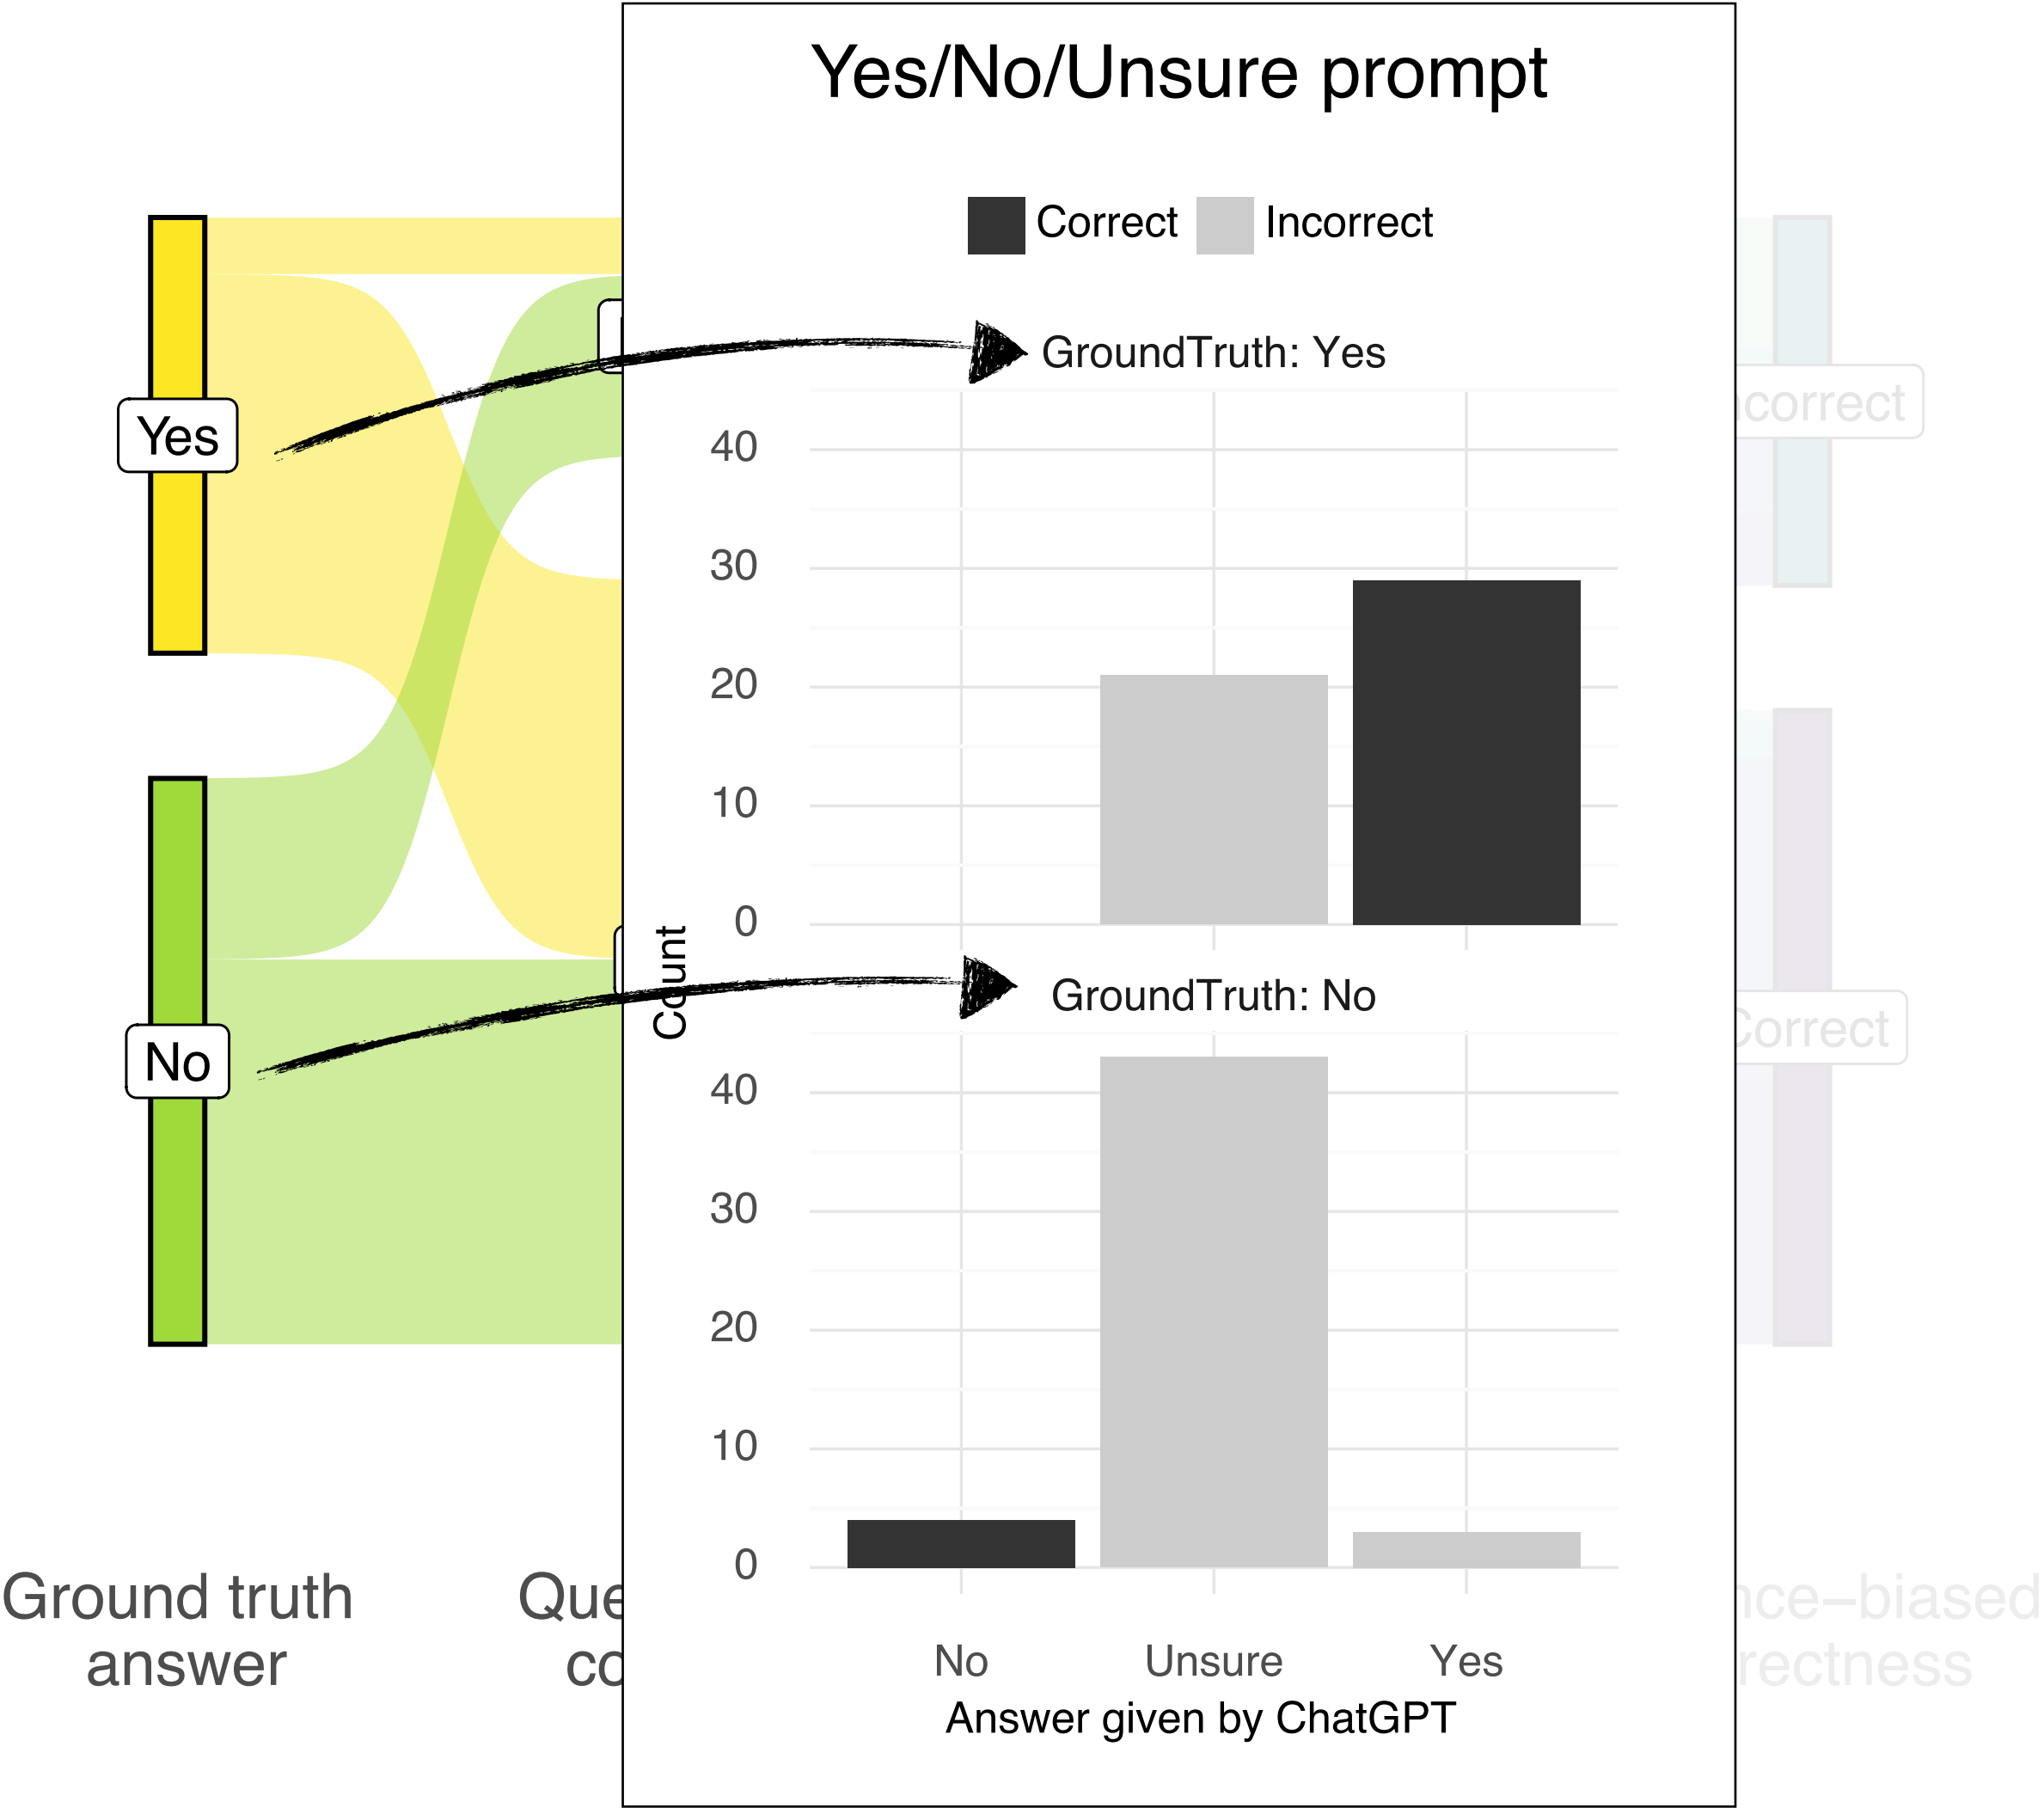 Yes/No/Unsure prompt
Correct
Incorrect
GroundTruth: Yes
40
30
20
10
0
GroundTruth: No
40
30
20
10
0
Count
No
Unsure
Yes
Answer given by ChatGPT
Yes
No
Ground truth
answer
Correct